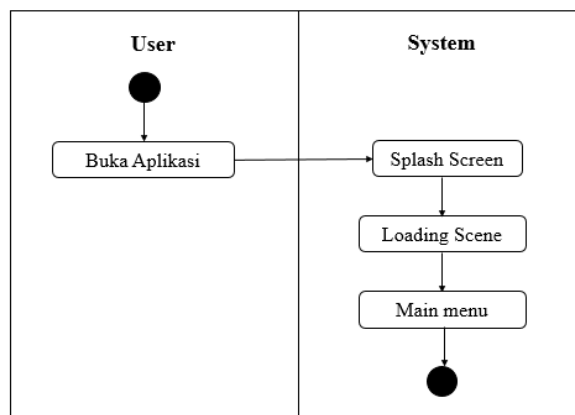 User
System
Buka Aplikasi
Splash Screen
Loading Scene
Main menu